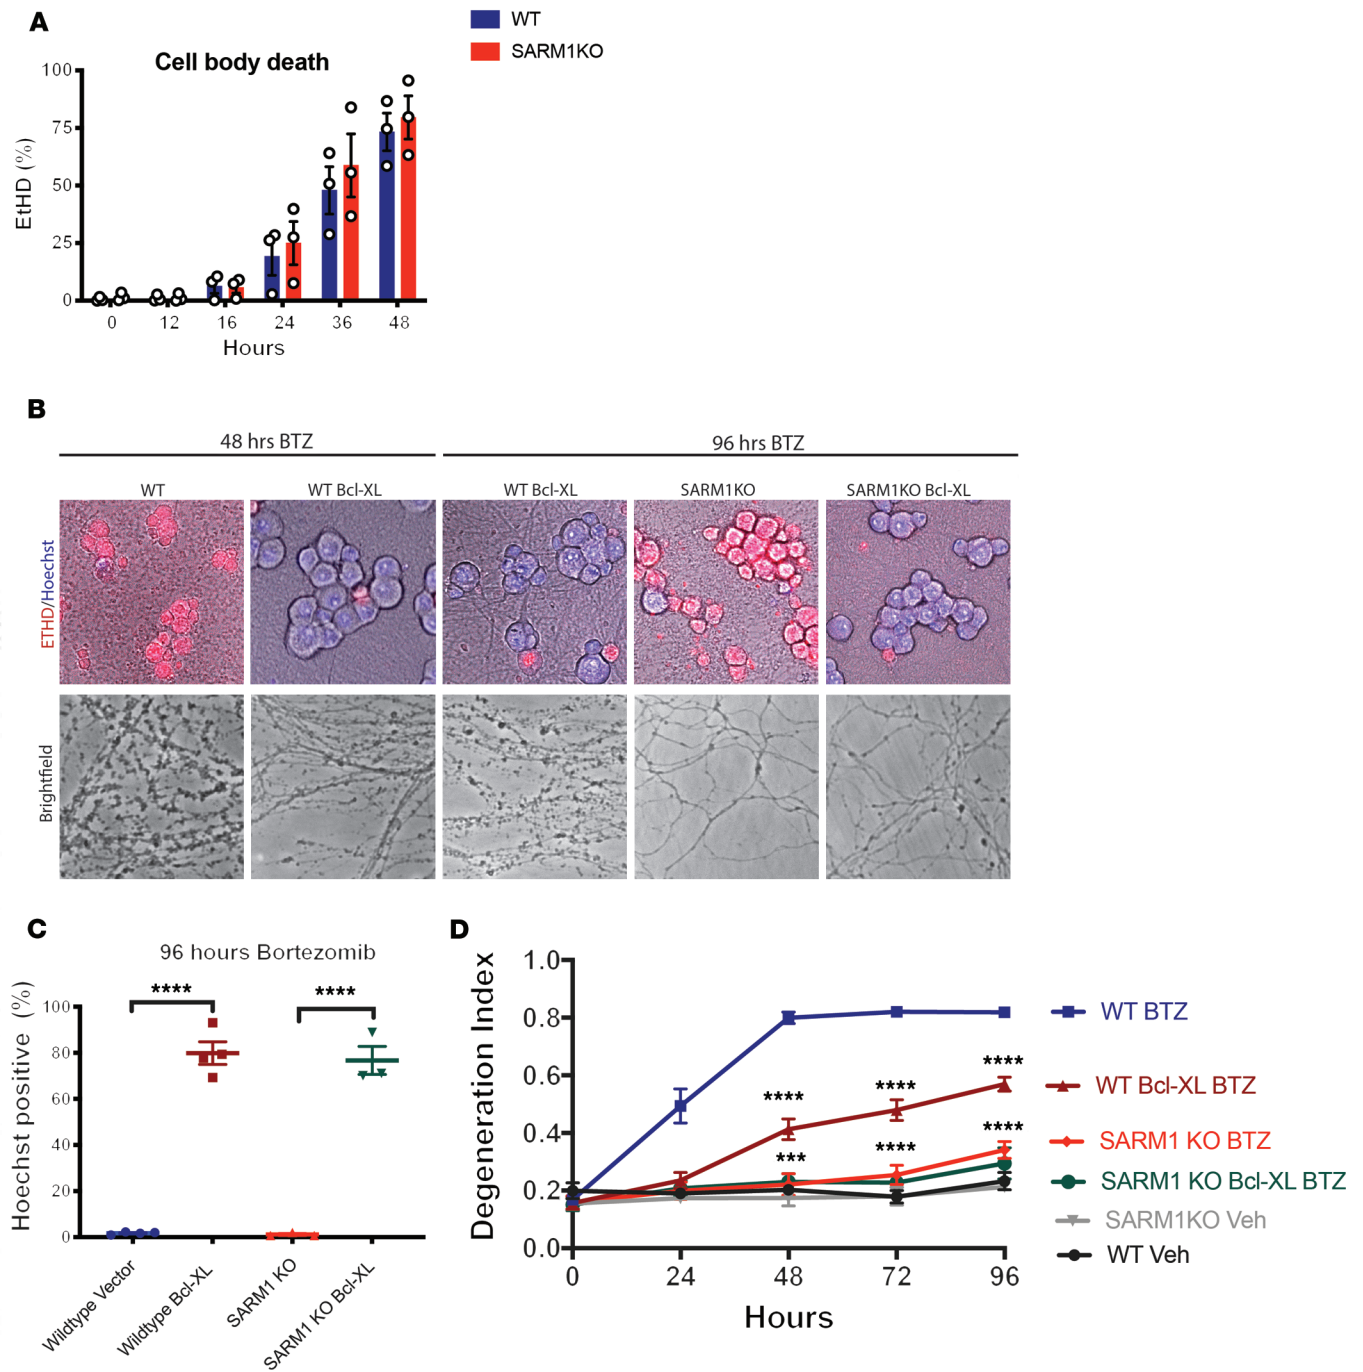 A
WT
SARM1KO
Cell body death
EtHD (%)
100
75
50
25
0
0 12 16 24 36 48
Hours
B
48 hrs BTZ 96 hrs BTZ
WT WT Bcl-XL WT Bcl-XL SARM1KO SARM1KO Bcl-XL
ETHD/Hoechst
Brightfield
C
96 hours Bortezomib
Hoechst positive (%)
100
80
60
40
20
0
**** ****
Wildtype Vector
Wildtype Bcl-XL
SARM1 KO
SARM1 KO Bcl-XL
D
Degeneration Index
1.0
0.8
0.6
0.4
0.2
0.0
**** **** ****
*** **** ****
0 24 48 72 96
Hours
WT BTZ
WT Bcl-XL BTZ
SARM1 KO BTZ
SARM1 KO Bcl-XL BTZ
SARM1KO Veh
WT Veh